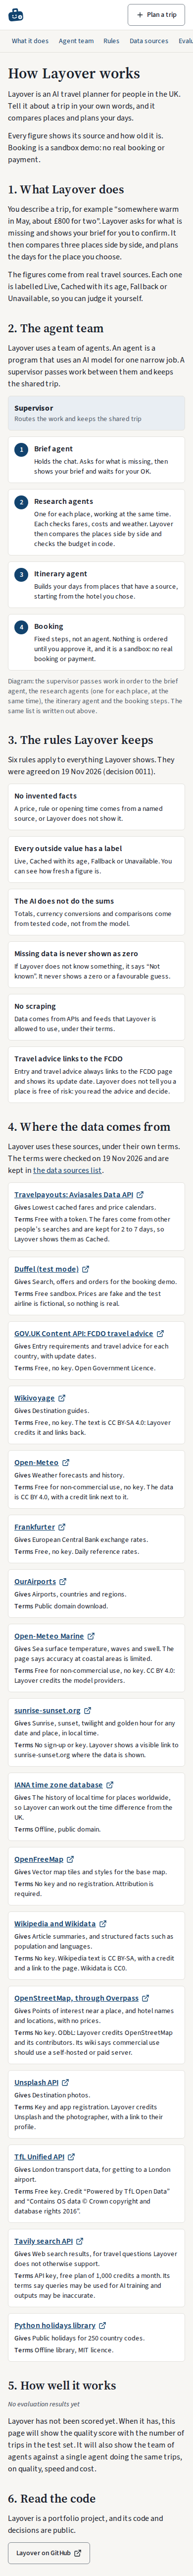 Plan a trip
What it does Agent team Rules Data sources Evalu
How Layover works
Layover is an AI travel planner for people in the UK.
Tell it about a trip in your own words, and it
compares places and plans your days.
Every figure shows its source and how old it is.
Booking is a sandbox demo: no real booking or
payment.
1. What Layover does
You describe a trip, for example “somewhere warm
in May, about £800 for two”. Layover asks for what is
missing and shows your brief for you to confirm. It
then compares three places side by side, and plans
the days for the place you choose.
The figures come from real travel sources. Each one
is labelled Live, Cached with its age, Fallback or
Unavailable, so you can judge it yourself.
2. The agent team
Layover uses a team of agents. An agent is a
program that uses an AI model for one narrow job. A
supervisor passes work between them and keeps
the shared trip.
Supervisor
Routes the work and keeps the shared trip
1 Brief agent
Holds the chat. Asks for what is missing, then
shows your brief and waits for your OK.
2 Research agents
One for each place, working at the same time.
Each checks fares, costs and weather. Layover
then compares the places side by side and
checks the budget in code.
3 Itinerary agent
Builds your days from places that have a source,
starting from the hotel you chose.
4 Booking
Fixed steps, not an agent. Nothing is ordered
until you approve it, and it is a sandbox: no real
booking or payment.
Diagram: the supervisor passes work in order to the brief
agent, the research agents (one for each place, at the
same time), the itinerary agent and the booking steps. The
same list is written out above.
3. The rules Layover keeps
Six rules apply to everything Layover shows. They
were agreed on 19 Nov 2026 (decision 0011).
No invented facts
A price, rule or opening time comes from a named
source, or Layover does not show it.
Every outside value has a label
Live, Cached with its age, Fallback or Unavailable. You
can see how fresh a figure is.
The AI does not do the sums
Totals, currency conversions and comparisons come
from tested code, not from the model.
Missing data is never shown as zero
If Layover does not know something, it says “Not
known”. It never shows a zero or a favourable guess.
No scraping
Data comes from APIs and feeds that Layover is
allowed to use, under their terms.
Travel advice links to the FCDO
Entry and travel advice always links to the FCDO page
and shows its update date. Layover does not tell you a
place is free of risk; you read the advice and decide.
4. Where the data comes from
Layover uses these sources, under their own terms.
The terms were checked on 19 Nov 2026 and are
kept in the data sources list.
Travelpayouts: Aviasales Data API
Gives Lowest cached fares and price calendars.
Terms Free with a token. The fares come from other
people's searches and are kept for 2 to 7 days, so
Layover shows them as Cached.
Duffel (test mode)
Gives Search, offers and orders for the booking demo.
Terms Free sandbox. Prices are fake and the test
airline is fictional, so nothing is real.
GOV.UK Content API: FCDO travel advice
Gives Entry requirements and travel advice for each
country, with update dates.
Terms Free, no key. Open Government Licence.
Wikivoyage
Gives Destination guides.
Terms Free, no key. The text is CC BY-SA 4.0: Layover
credits it and links back.
Open-Meteo
Gives Weather forecasts and history.
Terms Free for non-commercial use, no key. The data
is CC BY 4.0, with a credit link next to it.
Frankfurter
Gives European Central Bank exchange rates.
Terms Free, no key. Daily reference rates.
OurAirports
Gives Airports, countries and regions.
Terms Public domain download.
Open-Meteo Marine
Gives Sea surface temperature, waves and swell. The
page says accuracy at coastal areas is limited.
Terms Free for non-commercial use, no key. CC BY 4.0:
Layover credits the model providers.
sunrise-sunset.org
Gives Sunrise, sunset, twilight and golden hour for any
date and place, in local time.
Terms No sign-up or key. Layover shows a visible link to
sunrise-sunset.org where the data is shown.
IANA time zone database
Gives The history of local time for places worldwide,
so Layover can work out the time difference from the
UK.
Terms Offline, public domain.
OpenFreeMap
Gives Vector map tiles and styles for the base map.
Terms No key and no registration. Attribution is
required.
Wikipedia and Wikidata
Gives Article summaries, and structured facts such as
population and languages.
Terms No key. Wikipedia text is CC BY-SA, with a credit
and a link to the page. Wikidata is CC0.
OpenStreetMap, through Overpass
Gives Points of interest near a place, and hotel names
and locations, with no prices.
Terms No key. ODbL: Layover credits OpenStreetMap
and its contributors. Its wiki says commercial use
should use a self-hosted or paid server.
Unsplash API
Gives Destination photos.
Terms Key and app registration. Layover credits
Unsplash and the photographer, with a link to their
profile.
TfL Unified API
Gives London transport data, for getting to a London
airport.
Terms Free key. Credit “Powered by TfL Open Data”
and “Contains OS data © Crown copyright and
database rights 2016”.
Tavily search API
Gives Web search results, for travel questions Layover
does not otherwise support.
Terms API key, free plan of 1,000 credits a month. Its
terms say queries may be used for AI training and
outputs may be inaccurate.
Python holidays library
Gives Public holidays for 250 country codes.
Terms Offline library, MIT licence.
5. How well it works
No evaluation results yet
Layover has not been scored yet. When it has, this
page will show the quality score with the number of
trips in the test set. It will also show the team of
agents against a single agent doing the same trips,
on quality, speed and cost.
6. Read the code
Layover is a portfolio project, and its code and
decisions are public.
Layover on GitHub